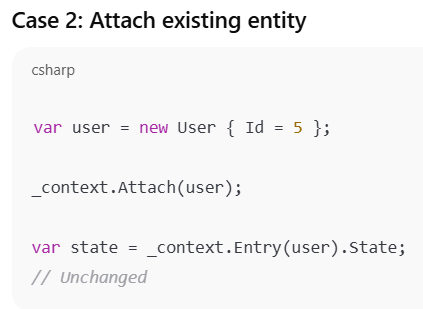 Case 2: Attach existing entity
csharp
var user = new User { Id = 5 };
_context.Attach(user);
var state = _context.Entry(user).State;
// Unchanged